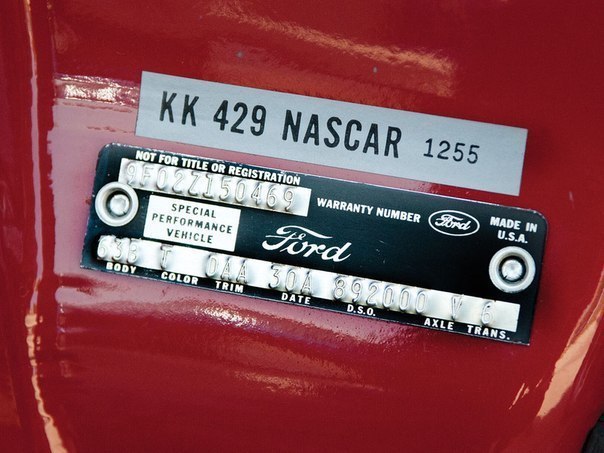 KK 429 NASCAR 1255
NOT FOR TITLE OR REGISTRATION
9F02Z150469
WARRANTY NUMBER
Ford
MADE IN
U.S.A.
SPECIAL
PERFORMANCE
VEHICLE
Ford
63B T 0AA 30A 892000 V 6
BODY COLOR TRIM DATE D.S.O. AXLE TRANS.